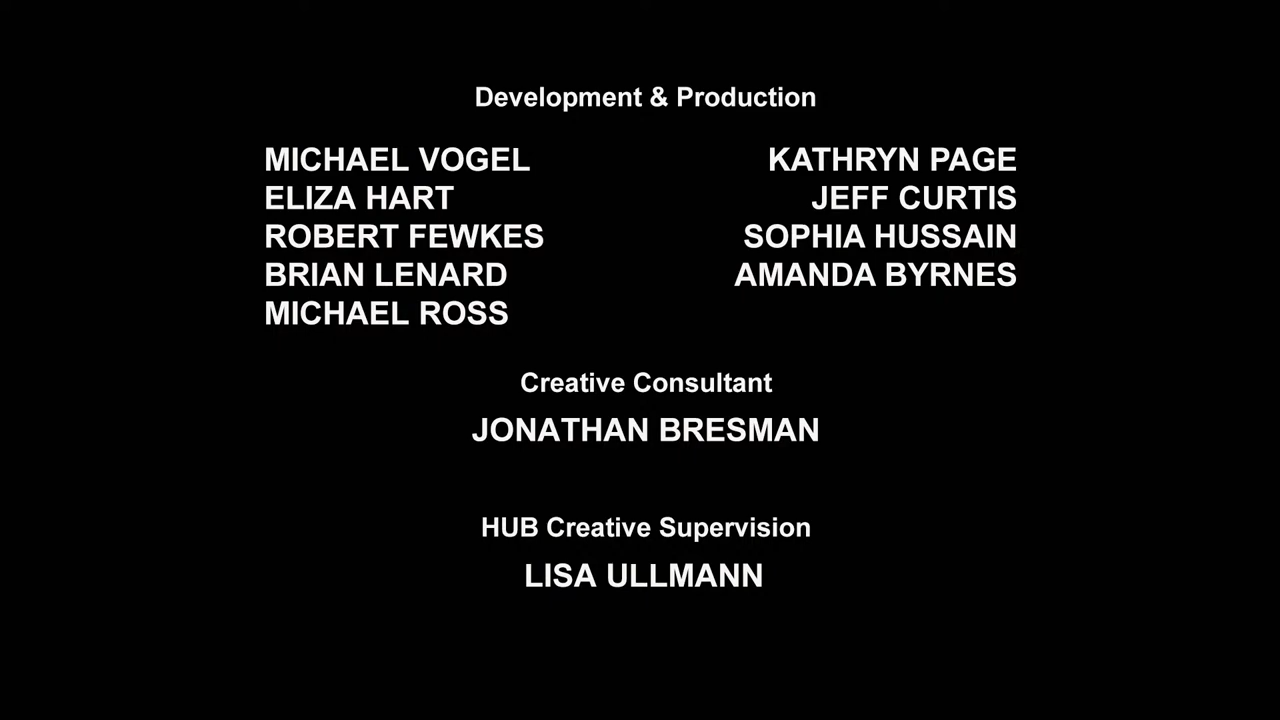 Development & Production
MICHAEL VOGEL KATHRYN PAGE
ELIZA HART JEFF CURTIS
ROBERT FEWKES SOPHIA HUSSAIN
BRIAN LENARD AMANDA BYRNES
MICHAEL ROSS
Creative Consultant
JONATHAN BRESMAN
HUB Creative Supervision
LISA ULLMANN